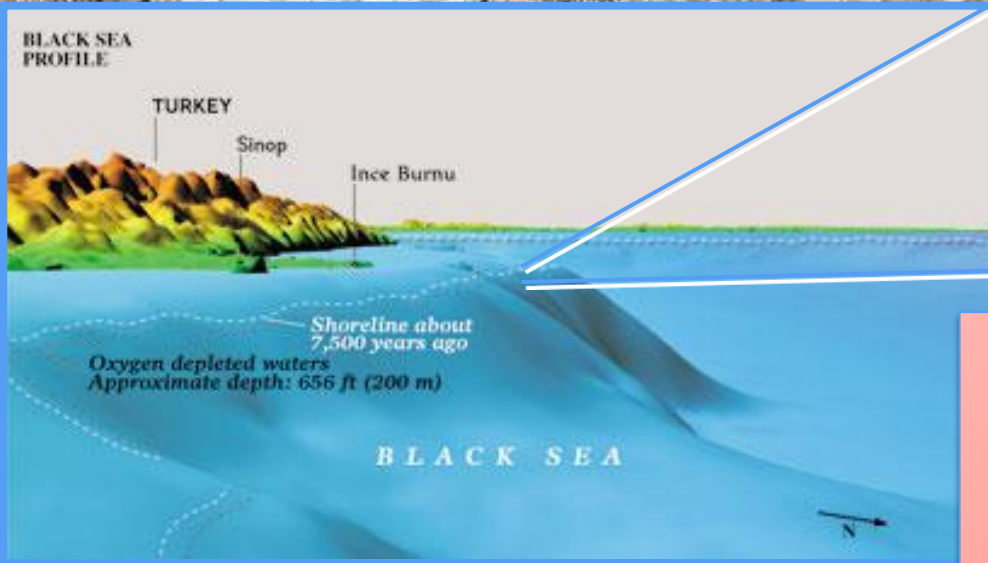 BLACK SEA
PROFILE
TURKEY
Sinop
Ince Burnu
Shoreline about
7,500 years ago
Oxygen depleted waters
Approximate depth: 656 ft (200 m)
BLACK SEA
N